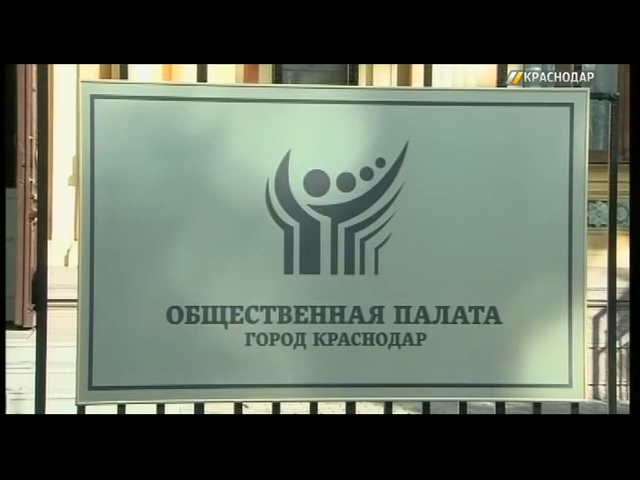 КРАСНОДАР
ОБЩЕСТВЕННАЯ ПАЛАТА
ГОРОД КРАСНОДАР